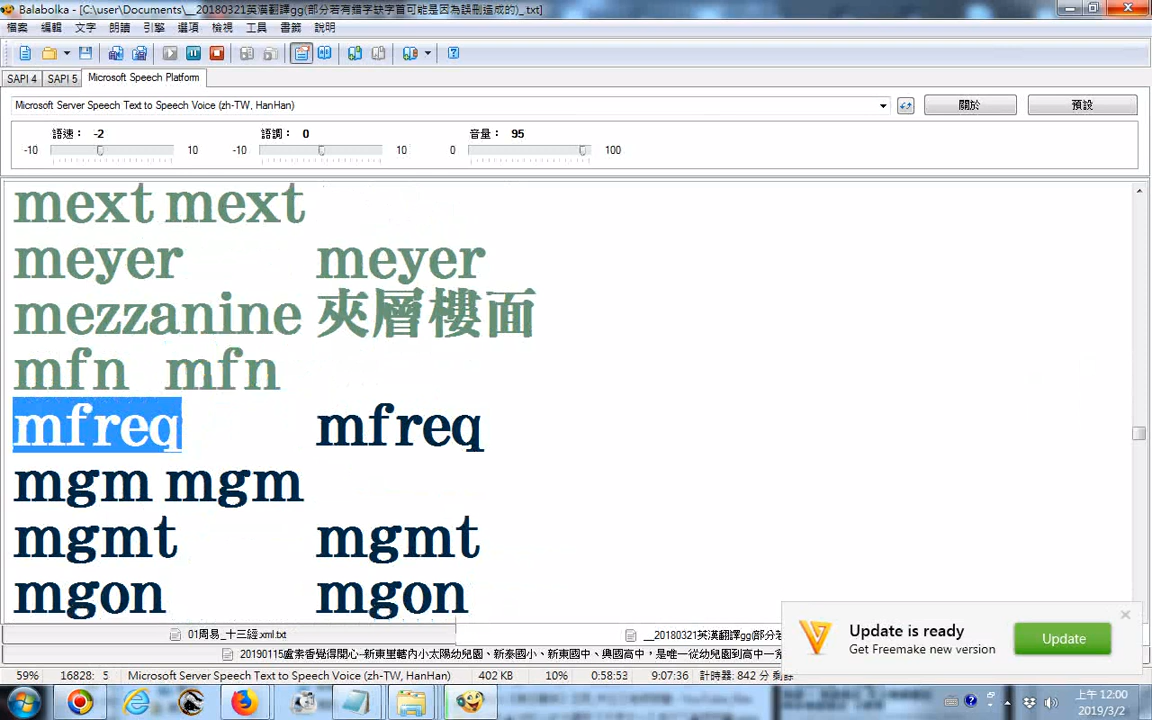 Balabolka - [C:\user\Documents\__20180321英漢翻譯gg(部分若有錯字缺字首可能是因為誤刪造成的)_.txt]
檔案 編輯 文字 朗讀 引擎 選項 檢視 工具 書籤 說明
SAPI 4 SAPI 5 Microsoft Speech Platform
Microsoft Server Speech Text to Speech Voice (zh-TW, HanHan) 關於 預設
語速： -2 語調： 0 音量： 95
-10 10 -10 10 0 100
mext mext
meyer meyer
mezzanine 夾層樓面
mfn mfn
mfreq mfreq
mgm mgm
mgmt mgmt
mgon mgon
Update is ready
Get Freemake new version
Update
01周易_十三經.xml.txt __20180321英漢翻譯gg(部分若
20190115盧素香覺得開心--新東里轄內小太陽幼兒園、新泰國小、新東國中、興國高中，是唯一從幼兒園到高中一系
59% 16828: 5 Microsoft Server Speech Text to Speech Voice (zh-TW, HanHan) 402 KB 10% 0:58:53 9:07:36 計時器: 842 分 剩餘
上午 12:00
2019/3/2